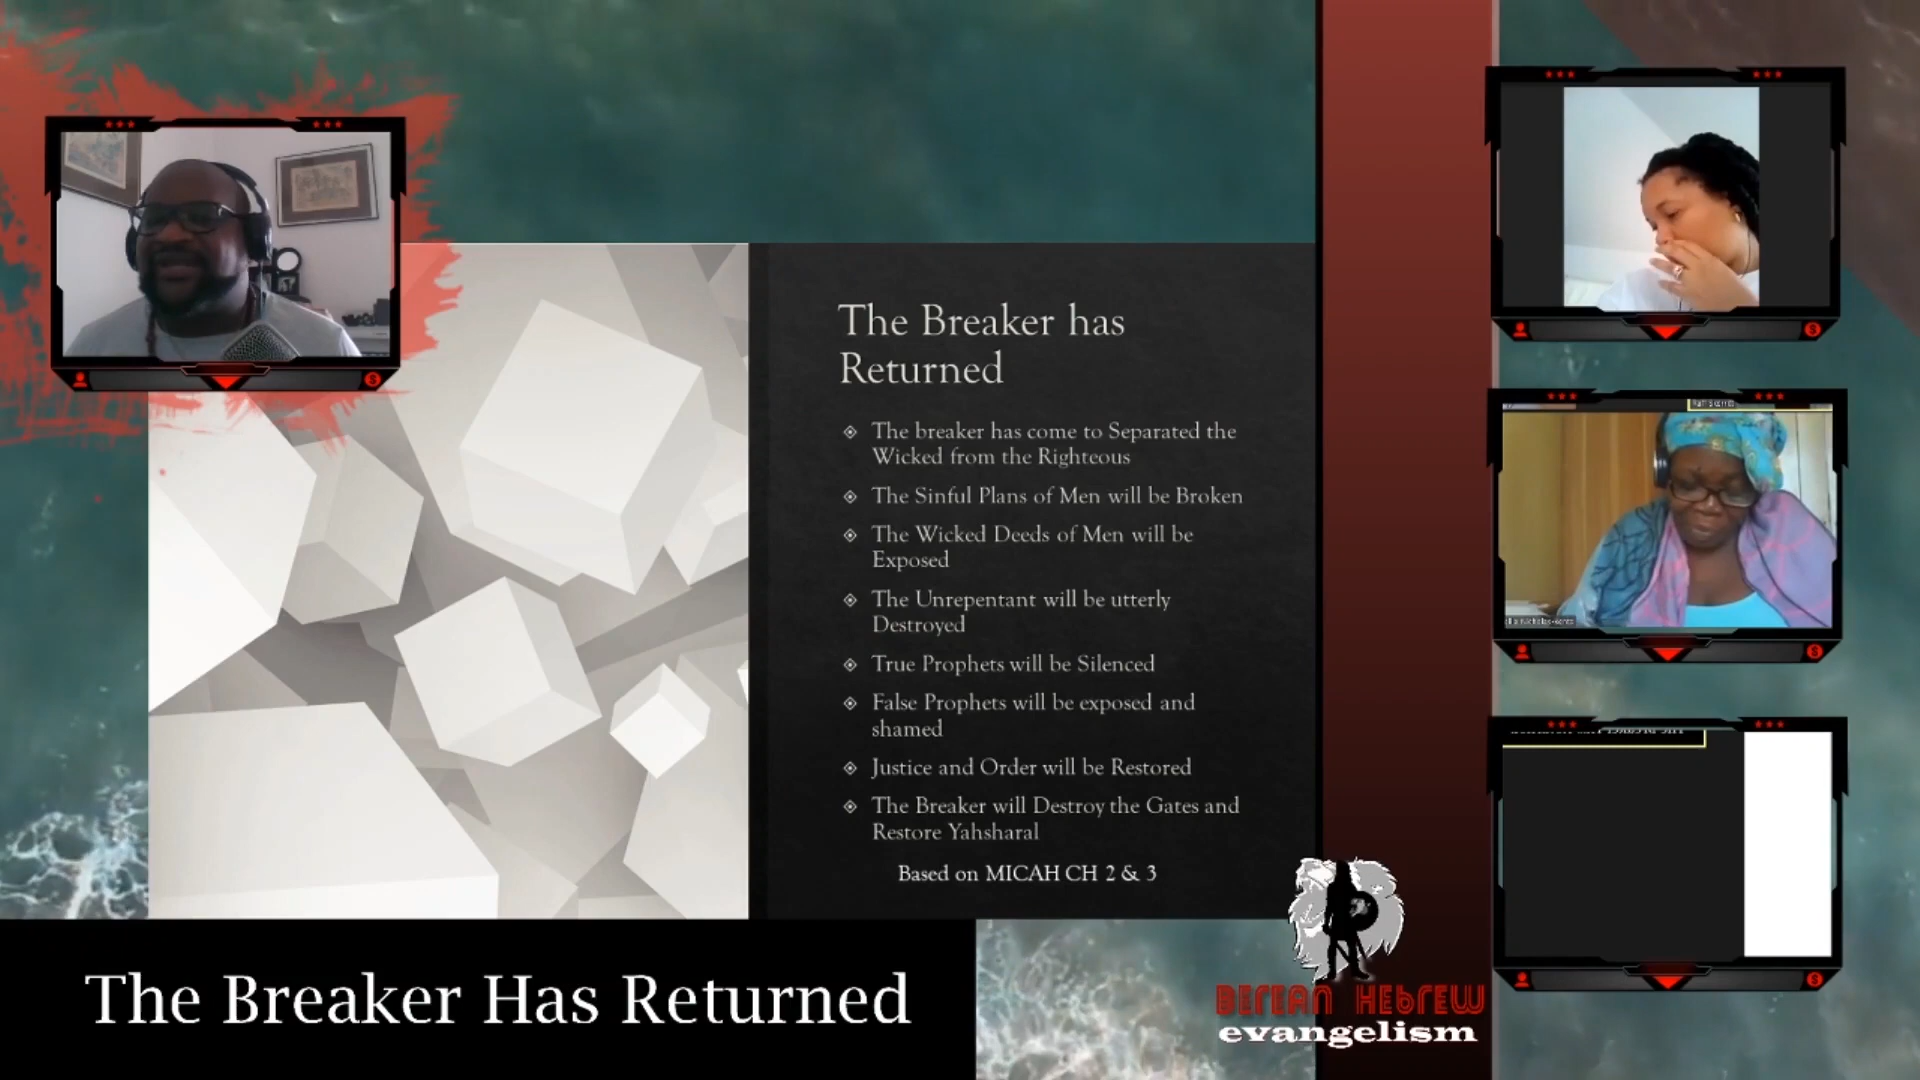 The Breaker has
Returned
The breaker has come to Separated the
Wicked from the Righteous
The Sinful Plans of Men will be Broken
The Wicked Deeds of Men will be
Exposed
The Unrepentant will be utterly
Destroyed
True Prophets will be Silenced
False Prophets will be exposed and
shamed
Justice and Order will be Restored
The Breaker will Destroy the Gates and
Restore Yahsharal
Based on MICAH CH 2 & 3
The Breaker Has Returned
BEREAN HEBREW
evangelism